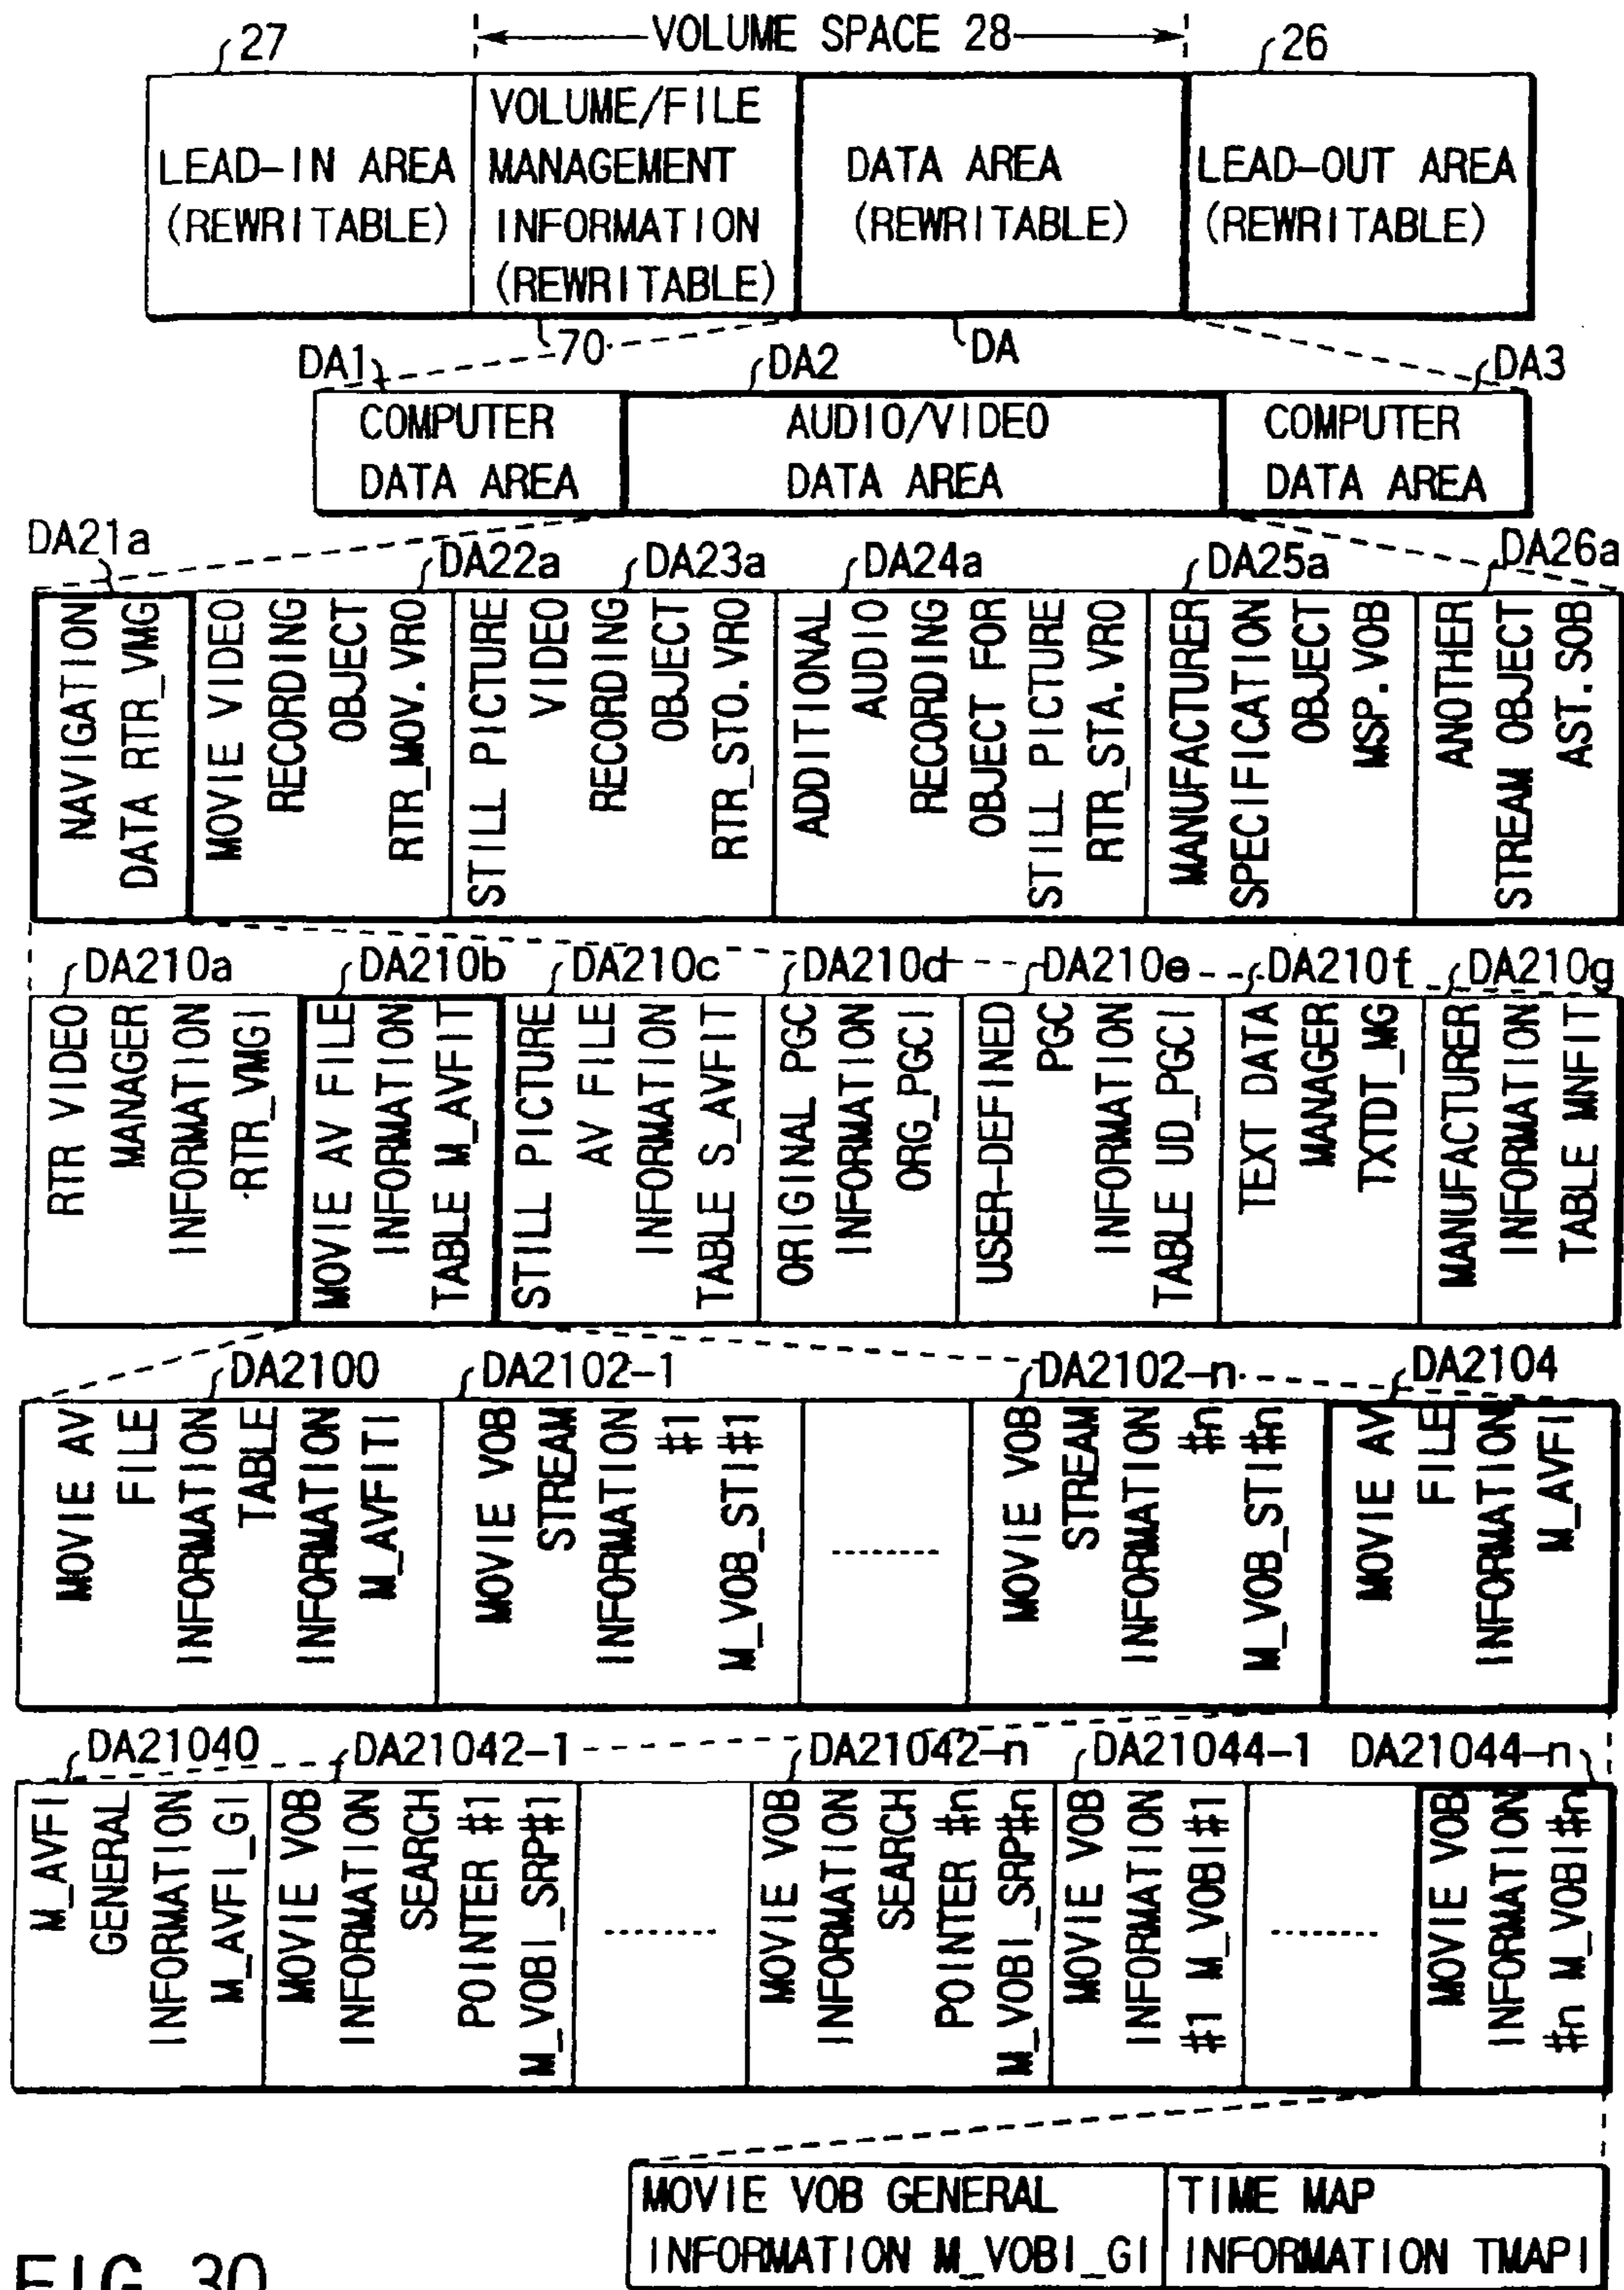 27
VOLUME SPACE 28
26
LEAD-IN AREA
(REWRITABLE)
VOLUME/FILE
MANAGEMENT
INFORMATION
(REWRITABLE)
DATA AREA
(REWRITABLE)
LEAD-OUT AREA
(REWRITABLE)
70
DA
DA1
DA2
DA3
COMPUTER
DATA AREA
AUDIO/VIDEO
DATA AREA
COMPUTER
DATA AREA
DA21a
DA22a
DA23a
DA24a
DA25a
DA26a
NAVIGATION
DATA RTR_VMG
MOVIE VIDEO
RECORDING
OBJECT
RTR_MOV.VRO
STILL PICTURE
VIDEO
RECORDING
OBJECT
RTR_STO.VRO
ADDITIONAL
AUDIO
RECORDING
OBJECT FOR
STILL PICTURE
RTR_STA.VRO
MANUFACTURER
SPECIFICATION
OBJECT
MSP.VOB
ANOTHER
STREAM OBJECT
AST.SOB
DA210a
DA210b
DA210c
DA210d
DA210e
DA210f
DA210g
RTR VIDEO
MANAGER
INFORMATION
RTR_VMGI
MOVIE AV FILE
INFORMATION
TABLE M_AVFIT
STILL PICTURE
AV FILE
INFORMATION
TABLE S_AVFIT
ORIGINAL PGC
INFORMATION
ORG_PGCI
USER-DEFINED
PGC
INFORMATION
TABLE UD_PGCI
TEXT DATA
MANAGER
TXTDT_MG
MANUFACTURER
INFORMATION
TABLE MNFIT
DA2100
DA2102-1
DA2102-n
DA2104
MOVIE AV
FILE
INFORMATION
TABLE
INFORMATION
M_AVFITI
MOVIE VOB
STREAM
INFORMATION
#1
M_VOB_STI#1
---------
MOVIE VOB
STREAM
INFORMATION
#n
M_VOB_STI#n
MOVIE AV
FILE
INFORMATION
M_AVFI
DA21040
DA21042-1
DA21042-n
DA21044-1
DA21044-n
M_AVFI
GENERAL
INFORMATION
M_AVFI_GI
MOVIE VOB
INFORMATION
SEARCH
POINTER #1
M_VOBI_SRP#1
---------
MOVIE VOB
INFORMATION
SEARCH
POINTER #n
M_VOBI_SRP#n
MOVIE VOB
INFORMATION
#1 M_VOBI#1
---------
MOVIE VOB
INFORMATION
#n M_VOBI#n
MOVIE VOB GENERAL
INFORMATION M_VOBI_GI
TIME MAP
INFORMATION TMAPI
FIG. 30